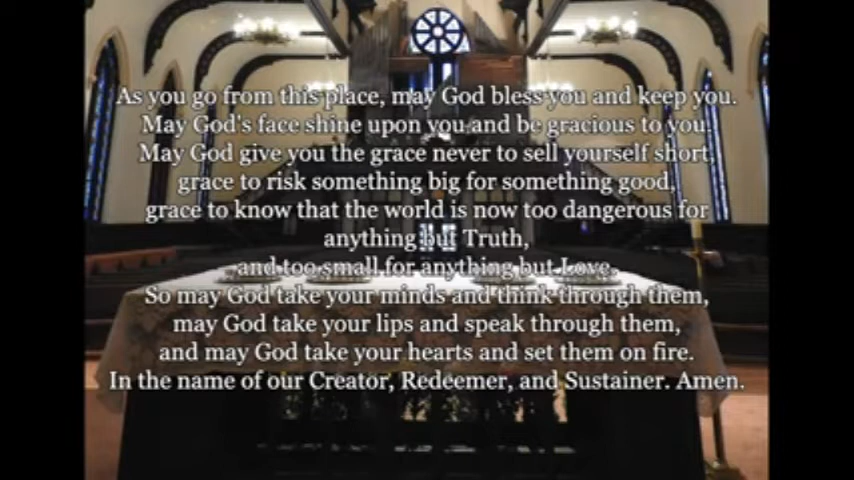 As you go from this place, may God bless you and keep you.
May God's face shine upon you and be gracious to you.
May God give you the grace never to sell yourself short,
grace to risk something big for something good,
grace to know that the world is now too dangerous for
anything but Truth,
and too small for anything but Love.
So may God take your minds and think through them,
may God take your lips and speak through them,
and may God take your hearts and set them on fire.
In the name of our Creator, Redeemer, and Sustainer. Amen.